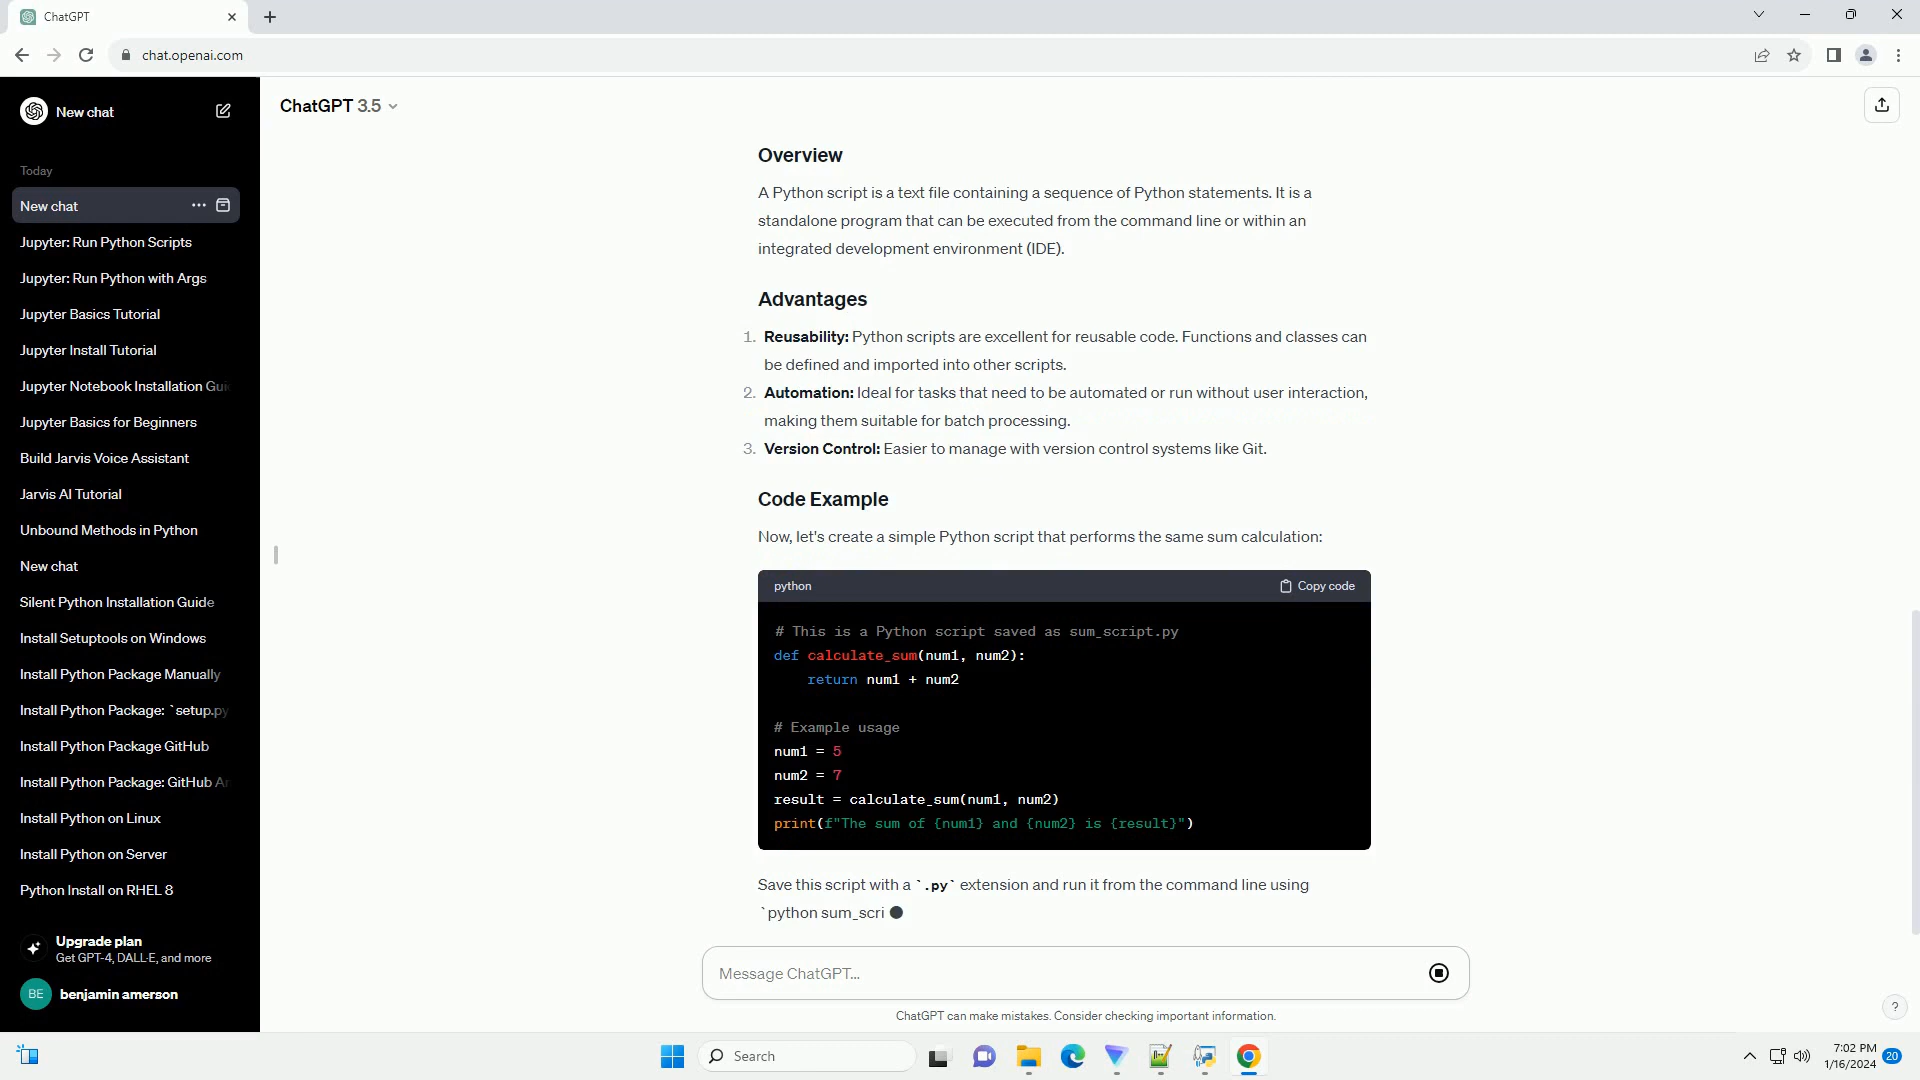 ChatGPT
chat.openai.com
New chat
Today
New chat
Jupyter: Run Python Scripts
Jupyter: Run Python with Args
Jupyter Basics Tutorial
Jupyter Install Tutorial
Jupyter Notebook Installation Gui
Jupyter Basics for Beginners
Build Jarvis Voice Assistant
Jarvis AI Tutorial
Unbound Methods in Python
New chat
Silent Python Installation Guide
Install Setuptools on Windows
Install Python Package Manually
Install Python Package: `setup.py
Install Python Package GitHub
Install Python Package: GitHub Ar
Install Python on Linux
Install Python on Server
Python Install on RHEL 8
Upgrade plan
Get GPT-4, DALL·E, and more
BE benjamin amerson
ChatGPT 3.5
Overview
A Python script is a text file containing a sequence of Python statements. It is a
standalone program that can be executed from the command line or within an
integrated development environment (IDE).
Advantages
1. Reusability: Python scripts are excellent for reusable code. Functions and classes can
be defined and imported into other scripts.
2. Automation: Ideal for tasks that need to be automated or run without user interaction,
making them suitable for batch processing.
3. Version Control: Easier to manage with version control systems like Git.
Code Example
Now, let's create a simple Python script that performs the same sum calculation:
python Copy code
# This is a Python script saved as sum_script.py
def calculate_sum(num1, num2):
    return num1 + num2
# Example usage
num1 = 5
num2 = 7
result = calculate_sum(num1, num2)
print(f"The sum of {num1} and {num2} is {result}")
Save this script with a `.py` extension and run it from the command line using
`python sum_scri
Message ChatGPT...
ChatGPT can make mistakes. Consider checking important information.
?
Search
7:02 PM
1/16/2024
20